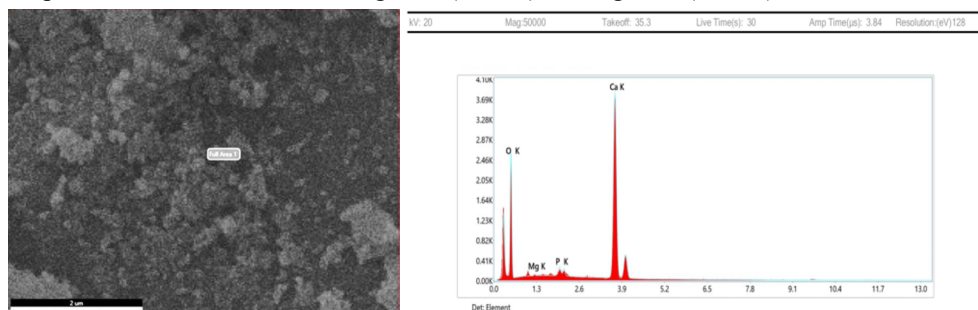 kV: 20 Mag:50000 Takeoff: 35.3 Live Time(s): 30 Amp Time(µs): 3.84 Resolution:(eV)128
Full Area 1
2 um
4.10K
3.69K
3.28K
2.87K
2.46K
2.05K
1.64K
1.23K
0.82K
0.41K
0.00K
Ca K
O K
Mg K
P K
0.0 1.3 2.6 3.9 5.2 6.5 7.8 9.1 10.4 11.7 13.0
Det: Element